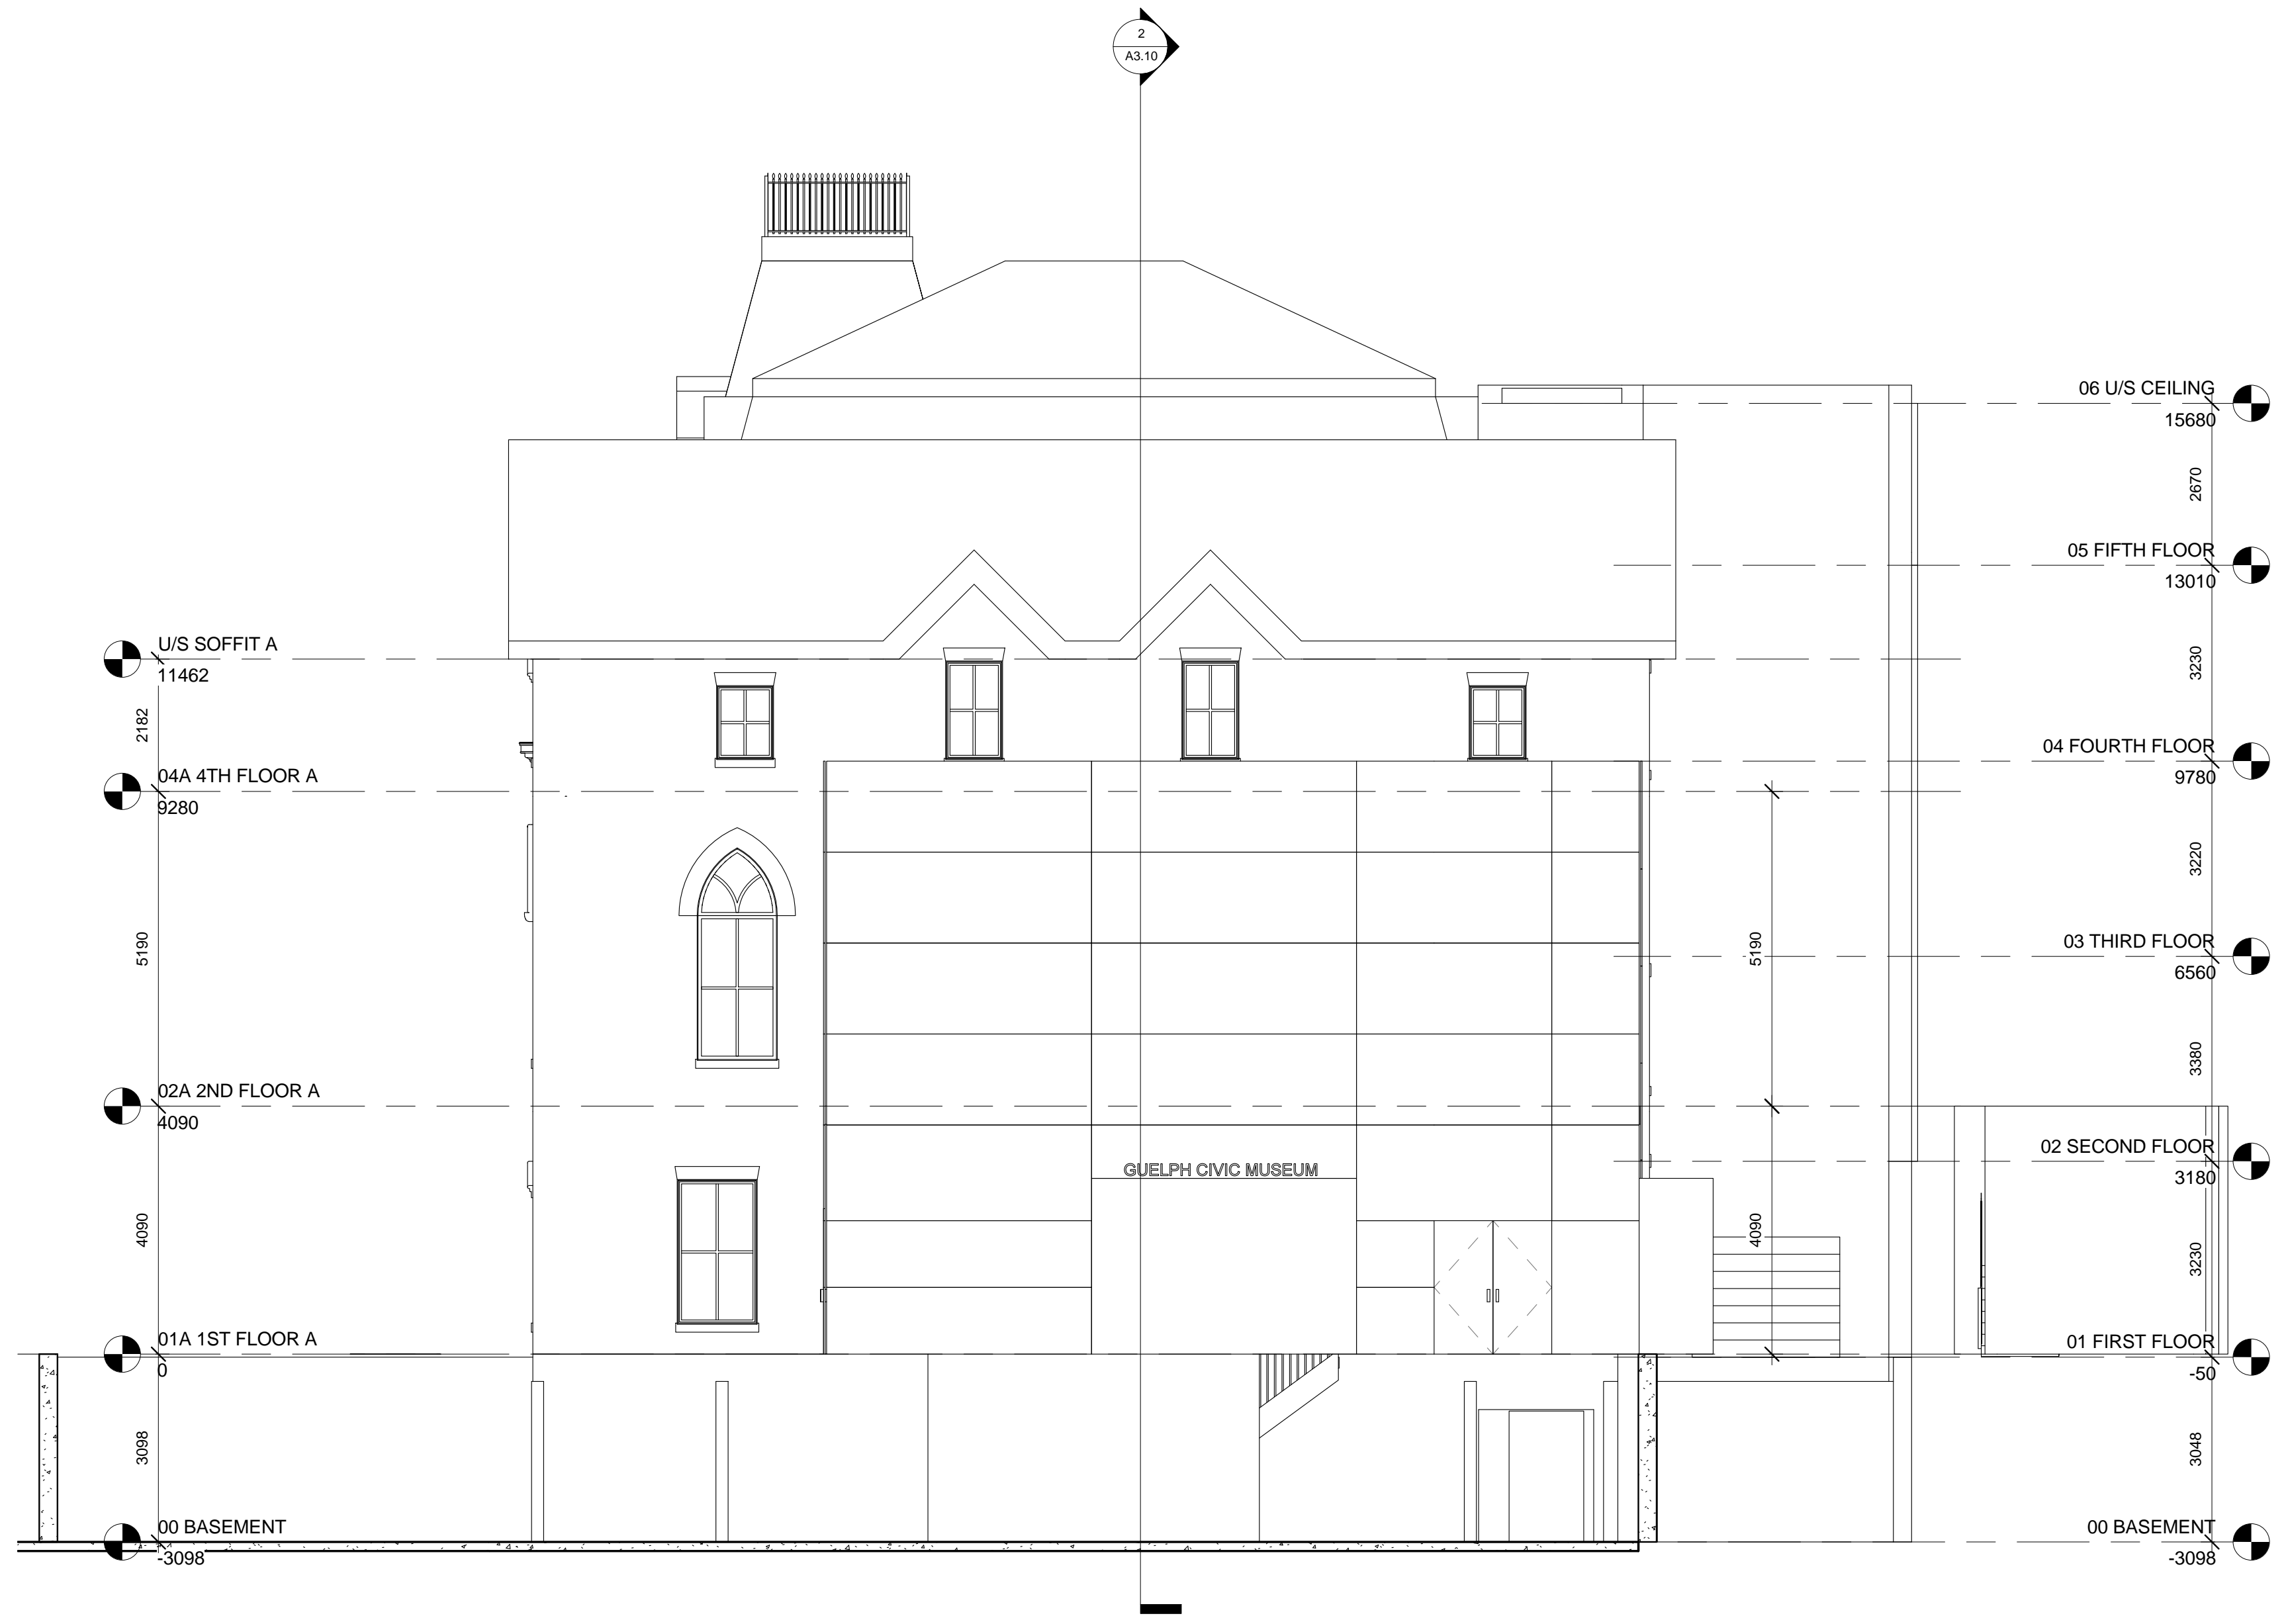 2
A3.10
06 U/S CEILING
15680
2670
05 FIFTH FLOOR
13010
U/S SOFFIT A
11462
3230
2182
04 FOURTH FLOOR
9780
04A 4TH FLOOR A
9280
3220
5190
5190
03 THIRD FLOOR
6560
3380
02A 2ND FLOOR A
4090
02 SECOND FLOOR
3180
GUELPH CIVIC MUSEUM
4090
4090
3230
01A 1ST FLOOR A
0
01 FIRST FLOOR
-50
3098
3048
00 BASEMENT
-3098
00 BASEMENT
-3098